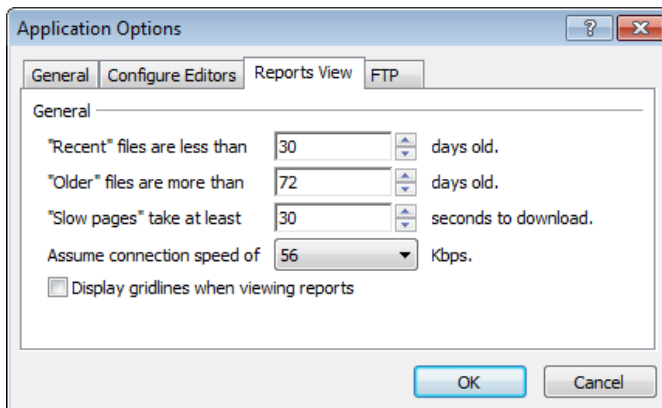 Application Options
General Configure Editors Reports View FTP
General
"Recent" files are less than 30 days old.
"Older" files are more than 72 days old.
"Slow pages" take at least 30 seconds to download.
Assume connection speed of 56 Kbps.
Display gridlines when viewing reports
OK Cancel